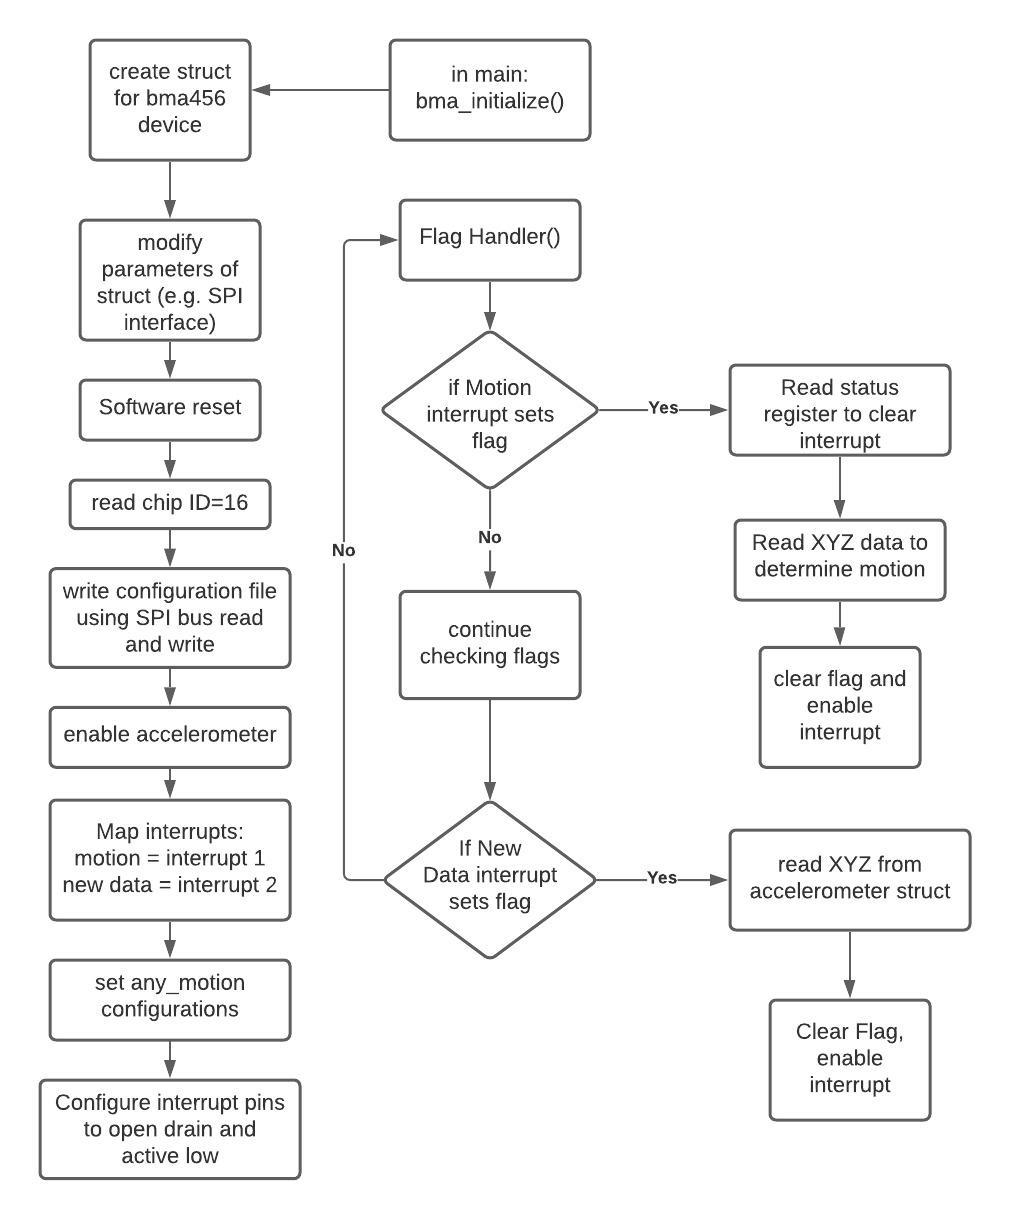 create struct
for bma456
device
in main:
bma_initialize()
modify
parameters of
struct (e.g. SPI
interface)
Software reset
read chip ID=16
write configuration file
using SPI bus read
and write
enable accelerometer
Map interrupts:
motion = interrupt 1
new data = interrupt 2
set any_motion
configurations
Configure interrupt pins
to open drain and
active low
Flag Handler()
if Motion
interrupt sets
flag
Yes
No
No
continue
checking flags
If New
Data interrupt
sets flag
Yes
Read status
register to clear
interrupt
Read XYZ data to
determine motion
clear flag and
enable
interrupt
read XYZ from
accelerometer struct
Clear Flag,
enable
interrupt